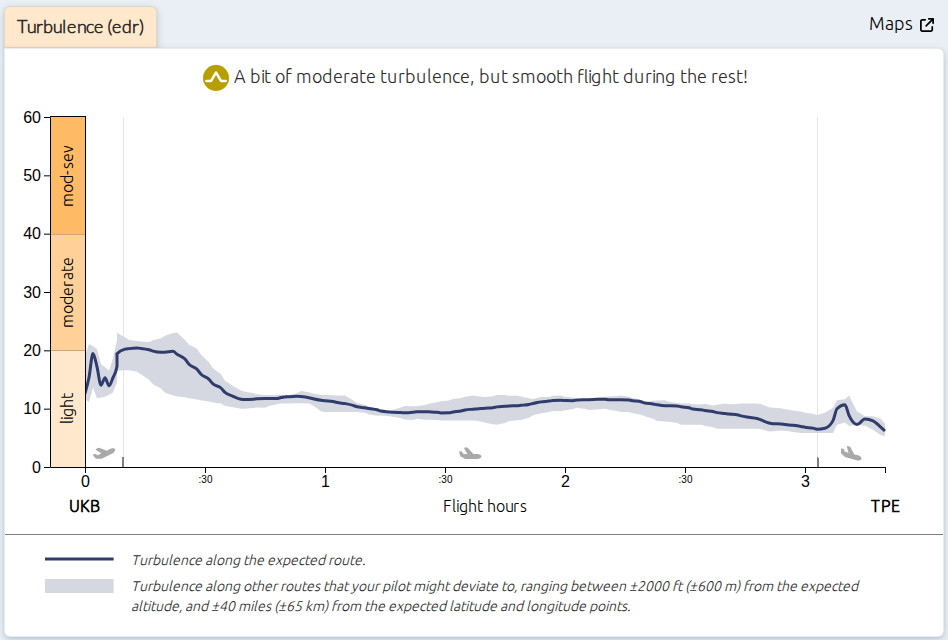 Turbulence (edr)
Maps
A bit of moderate turbulence, but smooth flight during the rest!
60
50
40
30
20
10
0
mod-sev
moderate
light
0 :30 1 :30 2 :30 3
UKB Flight hours TPE
Turbulence along the expected route.
Turbulence along other routes that your pilot might deviate to, ranging between ±2000 ft (±600 m) from the expected
altitude, and ±40 miles (±65 km) from the expected latitude and longitude points.